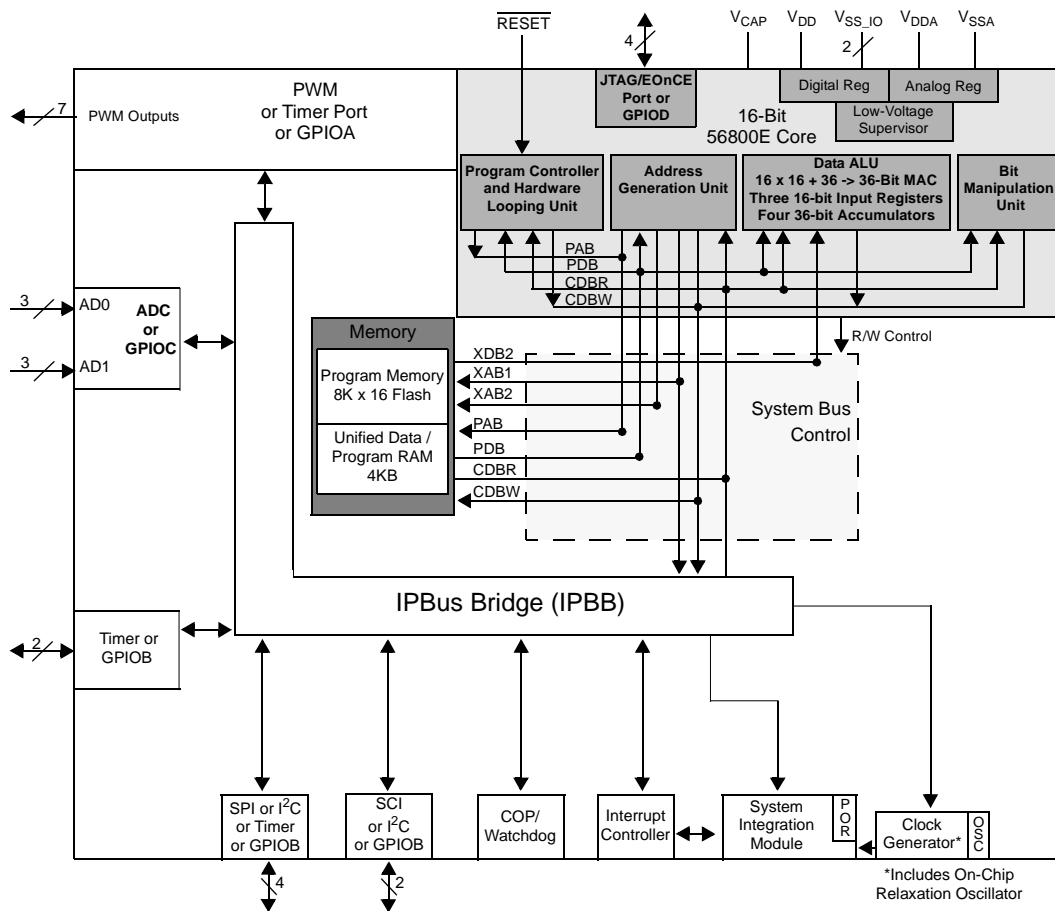 RESET
4
VCAP
VDD
VSS_IO
VDDA
VSSA
2
7
PWM Outputs
PWM
or Timer Port
or GPIOA
JTAG/EOnCE
Port or
GPIOD
16-Bit
56800E Core
Digital Reg
Analog Reg
Low-Voltage
Supervisor
Program Controller
and Hardware
Looping Unit
Address
Generation Unit
Data ALU
16 x 16 + 36 -> 36-Bit MAC
Three 16-bit Input Registers
Four 36-bit Accumulators
Bit
Manipulation
Unit
PAB
PDB
CDBR
CDBW
3
AD0
3
AD1
ADC
or
GPIOC
Memory
Program Memory
8K x 16 Flash
Unified Data /
Program RAM
4KB
XDB2
XAB1
XAB2
PAB
PDB
CDBR
CDBW
R/W Control
System Bus
Control
IPBus Bridge (IPBB)
2
Timer or
GPIOB
SPI or I2C
or Timer
or GPIOB
4
SCI
or I2C
or GPIOB
2
COP/
Watchdog
Interrupt
Controller
System
Integration
Module
POR
Clock
Generator*
OSC
*Includes On-Chip
Relaxation Oscillator